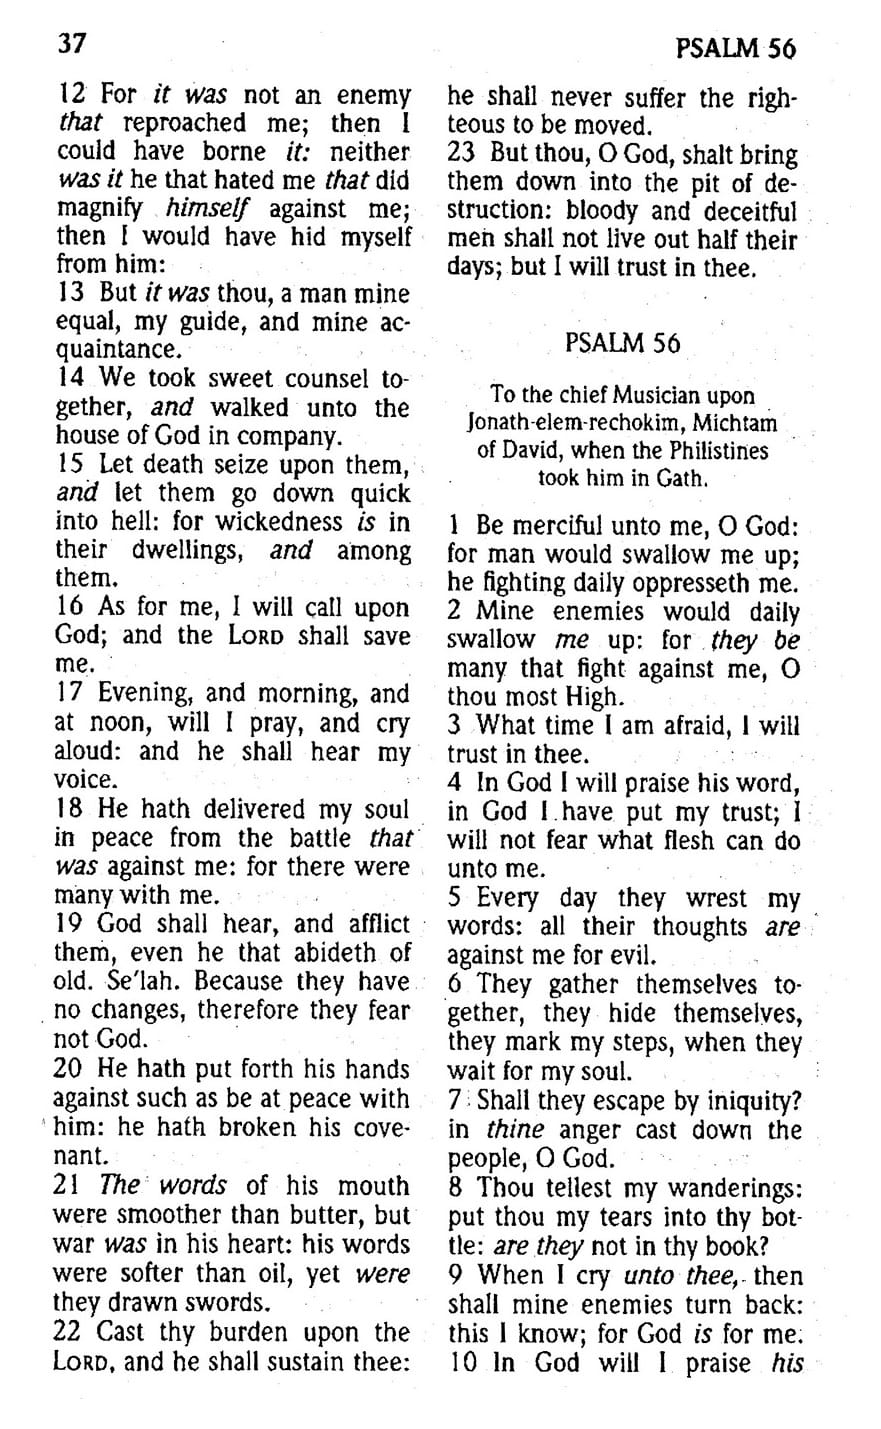 37
PSALM 56
12 For it was not an enemy
that reproached me; then I
could have borne it: neither
was it he that hated me that did
magnify himself against me;
then I would have hid myself
from him:
13 But it was thou, a man mine
equal, my guide, and mine ac-
quaintance.
14 We took sweet counsel to-
gether, and walked unto the
house of God in company.
15 Let death seize upon them,
and let them go down quick
into hell: for wickedness is in
their dwellings, and among
them.
16 As for me, I will call upon
God; and the LORD shall save
me.
17 Evening, and morning, and
at noon, will I pray, and cry
aloud: and he shall hear my
voice.
18 He hath delivered my soul
in peace from the battle that
was against me: for there were
many with me.
19 God shall hear, and afflict
them, even he that abideth of
old. Se'lah. Because they have
no changes, therefore they fear
not God.
20 He hath put forth his hands
against such as be at peace with
him: he hath broken his cove-
nant.
21 The words of his mouth
were smoother than butter, but
war was in his heart: his words
were softer than oil, yet were
they drawn swords.
22 Cast thy burden upon the
LORD, and he shall sustain thee:
he shall never suffer the righ-
teous to be moved.
23 But thou, O God, shalt bring
them down into the pit of de-
struction: bloody and deceitful
men shall not live out half their
days; but I will trust in thee.
PSALM 56
To the chief Musician upon
Jonath-elem-rechokim, Michtam
of David, when the Philistines
took him in Gath.
1 Be merciful unto me, O God:
for man would swallow me up;
he fighting daily oppresseth me.
2 Mine enemies would daily
swallow me up: for they be
many that fight against me, O
thou most High.
3 What time I am afraid, I will
trust in thee.
4 In God I will praise his word,
in God I have put my trust; I
will not fear what flesh can do
unto me.
5 Every day they wrest my
words: all their thoughts are
against me for evil.
6 They gather themselves to-
gether, they hide themselves,
they mark my steps, when they
wait for my soul.
7 Shall they escape by iniquity?
in thine anger cast down the
people, O God.
8 Thou tellest my wanderings:
put thou my tears into thy bot-
tle: are they not in thy book?
9 When I cry unto thee, then
shall mine enemies turn back:
this I know; for God is for me.
10 In God will I praise his